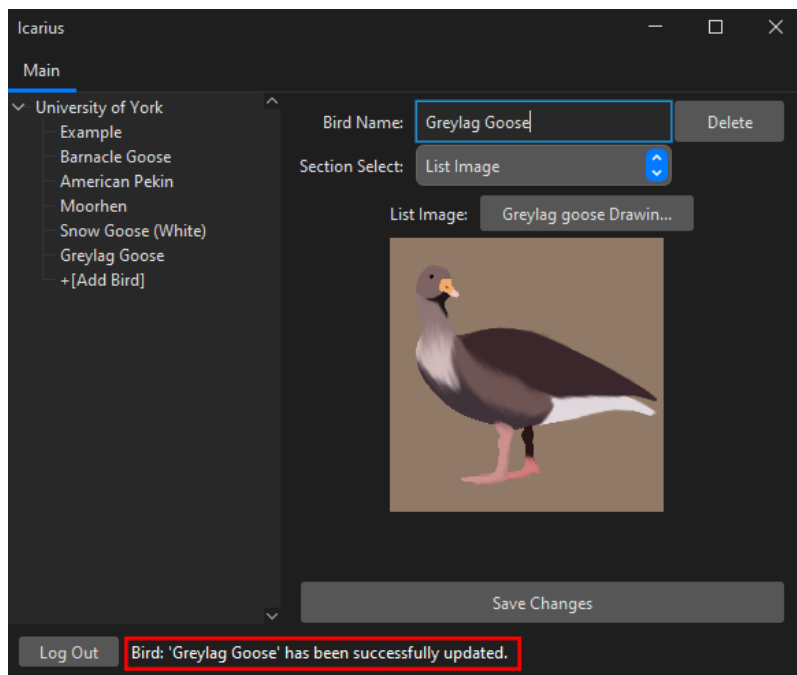 Icarius
Main
University of York
Example
Barnacle Goose
American Pekin
Moorhen
Snow Goose (White)
Greylag Goose
+[Add Bird]
Bird Name: Greylag Goose Delete
Section Select: List Image
List Image: Greylag goose Drawin...
Save Changes
Log Out Bird: 'Greylag Goose' has been successfully updated.